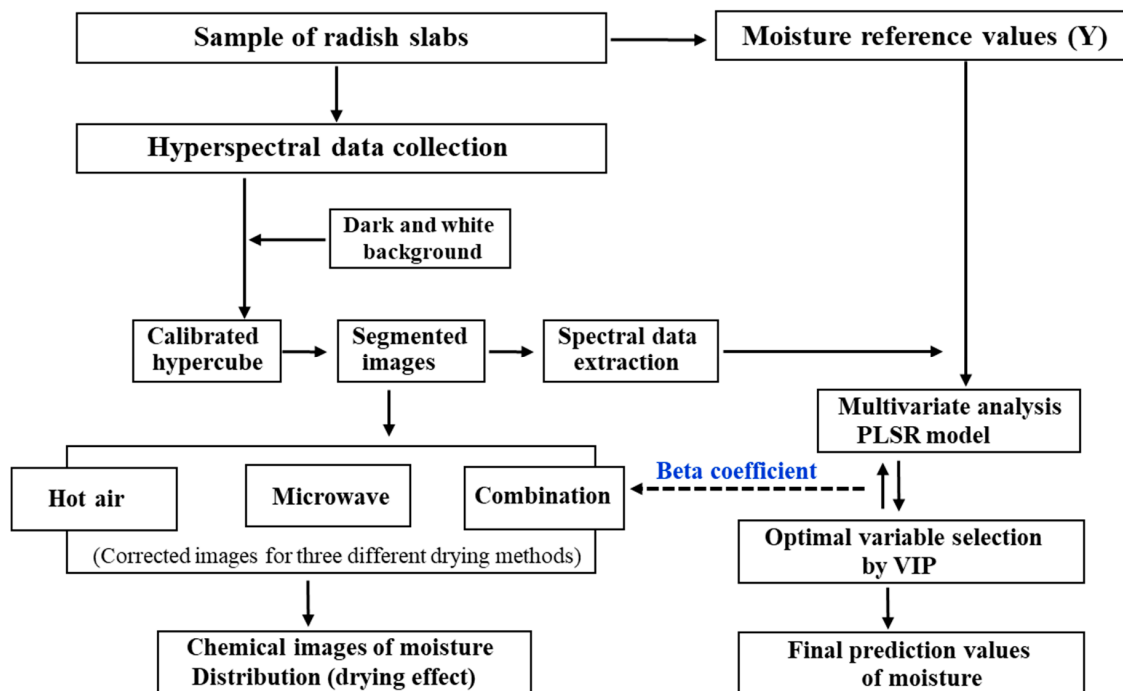 Sample of radish slabs
Moisture reference values (Y)
Hyperspectral data collection
Dark and white
background
Calibrated
hypercube
Segmented
images
Spectral data
extraction
Multivariate analysis
PLSR model
Beta coefficient
Hot air
Microwave
Combination
(Corrected images for three different drying methods)
Optimal variable selection
by VIP
Chemical images of moisture
Distribution (drying effect)
Final prediction values
of moisture